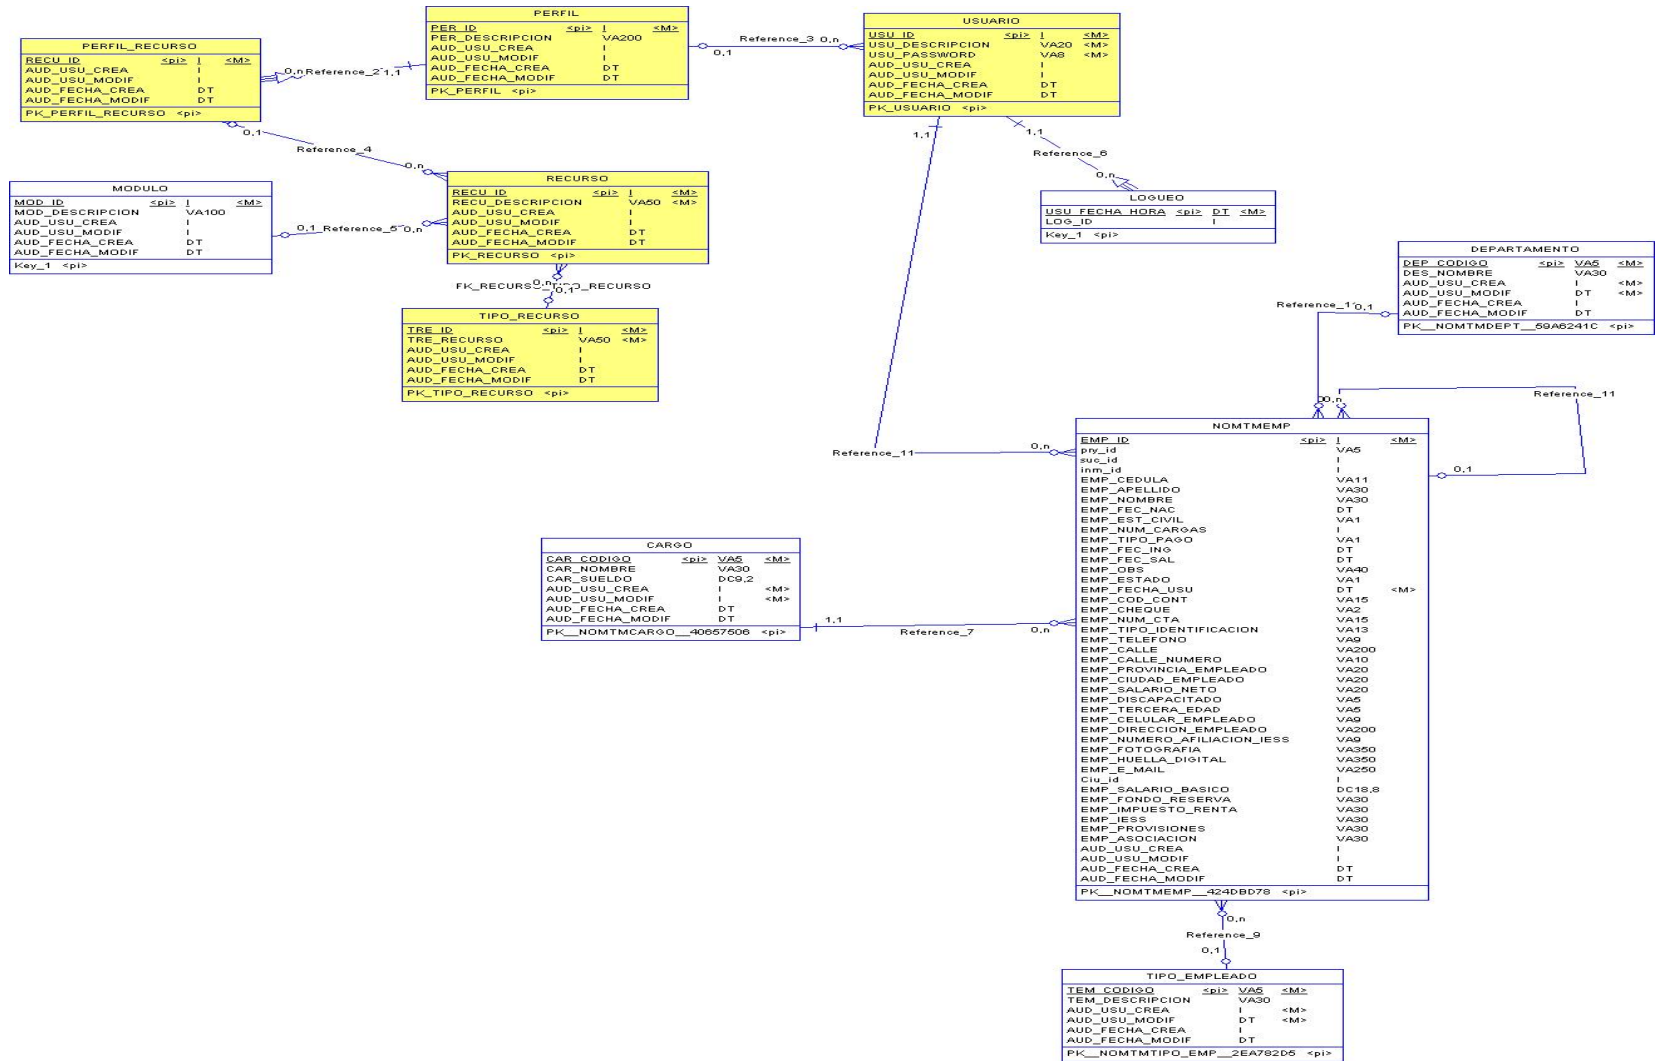 PERFIL
PER_ID <pi> I <M>
PER_DESCRIPCION VA200
AUD_USU_CREA I
AUD_USU_MODIF I
AUD_FECHA_CREA DT
AUD_FECHA_MODIF DT
PK_PERFIL <pi>
USUARIO
USU_ID <pi> I <M>
USU_DESCRIPCION VA20 <M>
USU_PASSWORD VA8 <M>
AUD_USU_CREA I
AUD_USU_MODIF I
AUD_FECHA_CREA DT
AUD_FECHA_MODIF DT
PK_USUARIO <pi>
0,1 Reference_3 0,n
PERFIL_RECURSO
RECU_ID <pi> I <M>
AUD_USU_CREA I
AUD_USU_MODIF I
AUD_FECHA_CREA DT
AUD_FECHA_MODIF DT
PK_PERFIL_RECURSO <pi>
0,n Reference_2 1,1
0,1
Reference_4
0,n
1,1
1,1
Reference_6
0,n
RECURSO
RECU_ID <pi> I <M>
RECU_DESCRIPCION VA50 <M>
AUD_USU_CREA I
AUD_USU_MODIF I
AUD_FECHA_CREA DT
AUD_FECHA_MODIF DT
PK_RECURSO <pi>
MODULO
MOD_ID <pi> I <M>
MOD_DESCRIPCION VA100
AUD_USU_CREA I
AUD_USU_MODIF I
AUD_FECHA_CREA DT
AUD_FECHA_MODIF DT
Key_1 <pi>
0,1 Reference_5 0,n
LOGUEO
USU_FECHA_HORA <pi> DT <M>
LOG_ID I
Key_1 <pi>
0,n
0,1
TIPO_RECURSO
TRE_ID <pi> I <M>
TRE_RECURSO VA50 <M>
AUD_USU_CREA I
AUD_USU_MODIF I
AUD_FECHA_CREA DT
AUD_FECHA_MODIF DT
PK_TIPO_RECURSO <pi>
DEPARTAMENTO
DEP_CODIGO <pi> VA5 <M>
DES_NOMBRE VA30
AUD_USU_CREA I <M>
AUD_USU_MODIF DT <M>
AUD_FECHA_CREA I
AUD_FECHA_MODIF DT
PK__NOMTMDEPT__59A6241C <pi>
0,1
0,n
Reference_11
0,1
Reference_11
0,n
NOMTMEMP
EMP_ID <pi> I <M>
pry_id VA5
suc_id I
inm_id I
EMP_CEDULA VA11
EMP_APELLIDO VA30
EMP_NOMBRE VA30
EMP_FEC_NAC DT
EMP_EST_CIVIL VA1
EMP_NUM_CARGAS I
EMP_TIPO_PAGO VA1
EMP_FEC_ING DT
EMP_FEC_SAL DT
EMP_OBS VA40
EMP_ESTADO VA1
EMP_FECHA_USU DT <M>
EMP_COD_CONT VA15
EMP_CHEQUE VA2
EMP_NUM_CTA VA15
EMP_TIPO_IDENTIFICACION VA13
EMP_TELEFONO VA9
EMP_CALLE VA200
EMP_CALLE_NUMERO VA10
EMP_PROVINCIA_EMPLEADO VA20
EMP_CIUDAD_EMPLEADO VA20
EMP_SALARIO_NETO VA20
EMP_DISCAPACITADO VA5
EMP_TERCERA_EDAD VA5
EMP_CELULAR_EMPLEADO VA9
EMP_DIRECCION_EMPLEADO VA200
EMP_NUMERO_AFILIACION_IESS VA9
EMP_FOTOGRAFIA VA350
EMP_HUELLA_DIGITAL VA350
EMP_E_MAIL VA250
Ciu_id I
EMP_SALARIO_BASICO DC18,8
EMP_FONDO_RESERVA VA30
EMP_IMPUESTO_RENTA VA30
EMP_IESS VA30
EMP_PROVISIONES VA30
EMP_ASOCIACION VA30
AUD_USU_CREA I
AUD_USU_MODIF I
AUD_FECHA_CREA DT
AUD_FECHA_MODIF DT
PK__NOMTMEMP__424DBD78 <pi>
CARGO
CAR_CODIGO <pi> VA5 <M>
CAR_NOMBRE VA30
CAR_SUELDO DC9,2
AUD_USU_CREA I <M>
AUD_USU_MODIF I <M>
AUD_FECHA_CREA DT
AUD_FECHA_MODIF DT
PK__NOMTMCARGO__40657506 <pi>
1,1
Reference_7
0,n
0,n
Reference_9
0,1
TIPO_EMPLEADO
TEM_CODIGO <pi> VA5 <M>
TEM_DESCRIPCION VA30
AUD_USU_CREA I <M>
AUD_USU_MODIF DT <M>
AUD_FECHA_CREA I
AUD_FECHA_MODIF DT
PK__NOMTMTIPO_EMP__2EA782D5 <pi>